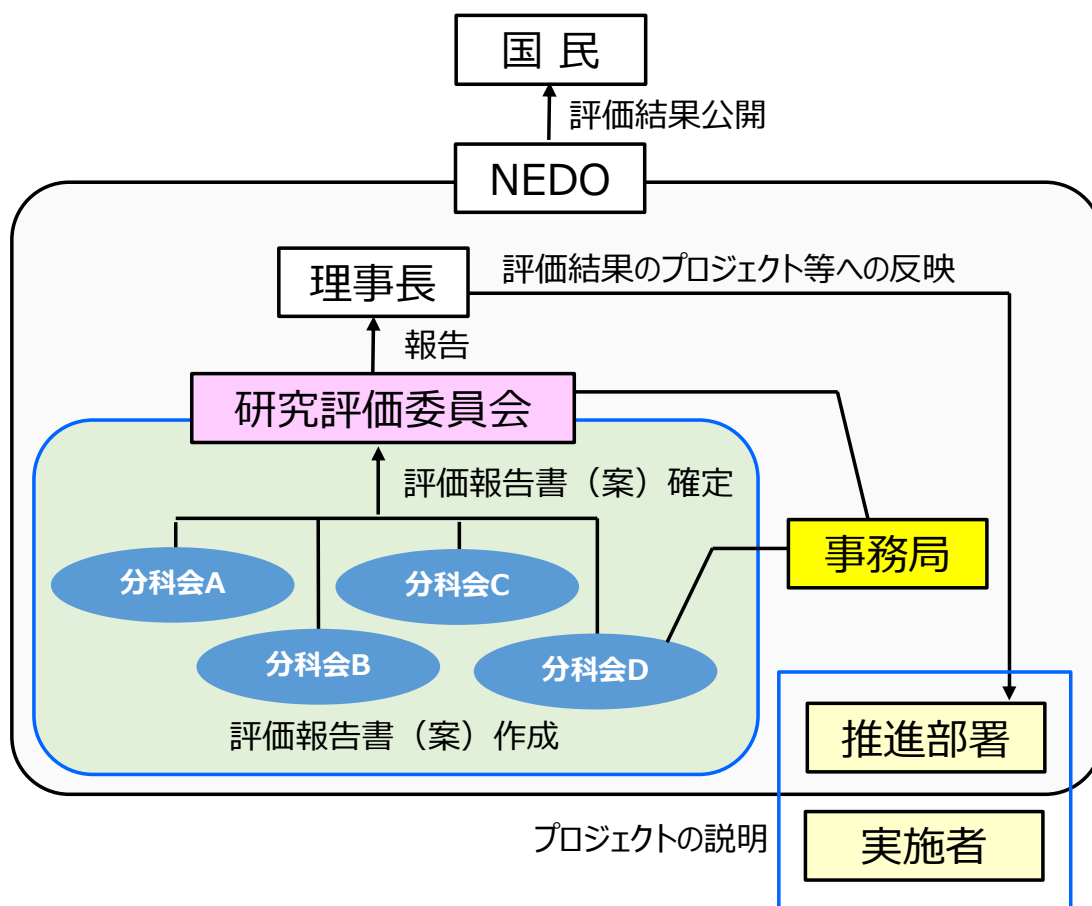 国 民
評価結果公開
NEDO
理事長
評価結果のプロジェクト等への反映
報告
研究評価委員会
評価報告書（案）確定
事務局
分科会A
分科会C
分科会B
分科会D
評価報告書（案）作成
推進部署
プロジェクトの説明
実施者